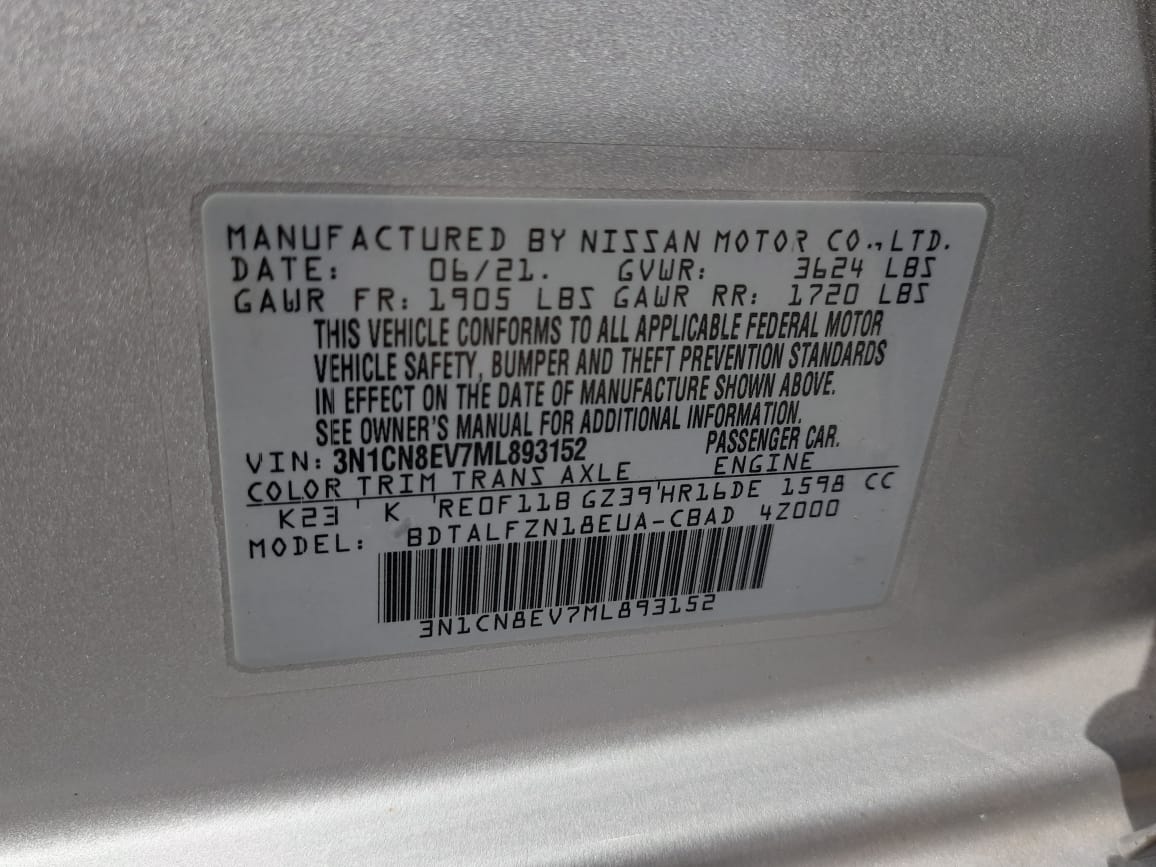 MANUFACTURED BY NISSAN MOTOR CO., LTD.
DATE: 06/21. GVWR: 3624 LBS
GAWR FR: 1905 LBS GAWR RR: 1720 LBS
THIS VEHICLE CONFORMS TO ALL APPLICABLE FEDERAL MOTOR
VEHICLE SAFETY, BUMPER AND THEFT PREVENTION STANDARDS
IN EFFECT ON THE DATE OF MANUFACTURE SHOWN ABOVE.
SEE OWNER'S MANUAL FOR ADDITIONAL INFORMATION.
VIN: 3N1CN8EV7ML893152 PASSENGER CAR.
COLOR TRIM TRANS AXLE ENGINE
K23 ' K 'RE0F11B GZ39'HR16DE 1598 CC
MODEL: BDTALFZN18EUA-CBAD 4Z000
3N1CN8EV7ML893152